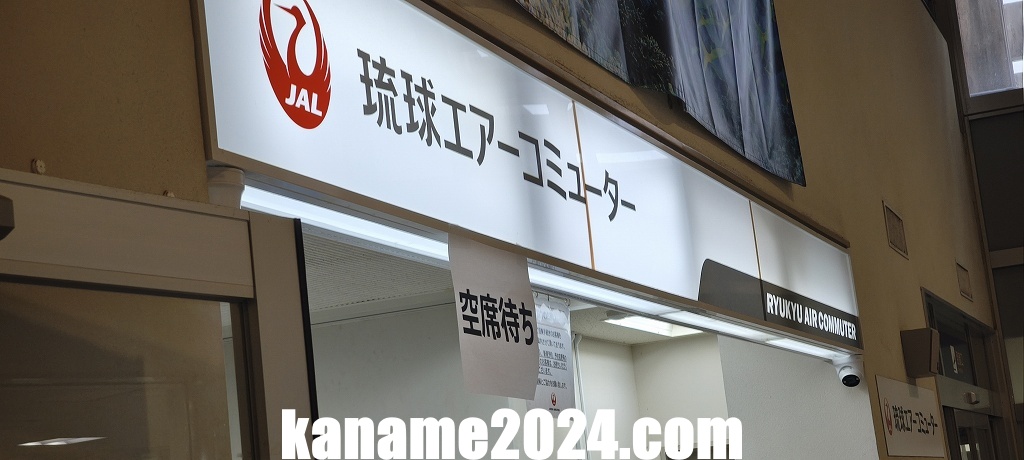 JAL
琉球エアーコミューター
RYUKYU AIR COMMUTER
空席待ち
琉球エアーコミューター
kaname2024.com